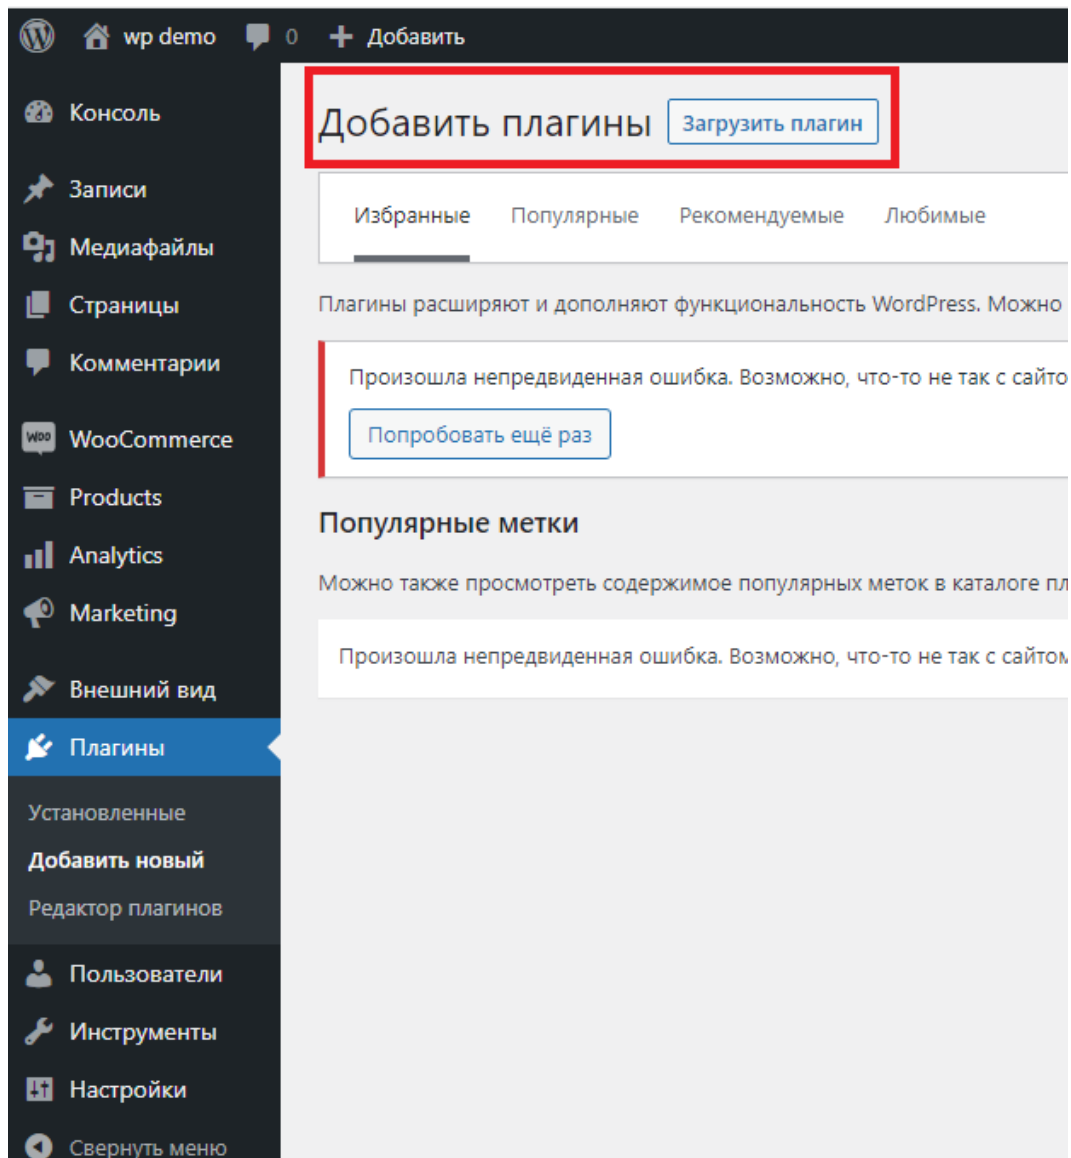 wp demo 0 Добавить
Консоль
Записи
Медиафайлы
Страницы
Комментарии
Woo WooCommerce
Products
Analytics
Marketing
Внешний вид
Плагины
Установленные
Добавить новый
Редактор плагинов
Пользователи
Инструменты
Настройки
Свернуть меню
Добавить плагины Загрузить плагин
Избранные Популярные Рекомендуемые Любимые
Плагины расширяют и дополняют функциональность WordPress. Можно
Произошла непредвиденная ошибка. Возможно, что-то не так с сайто
Попробовать ещё раз
Популярные метки
Можно также просмотреть содержимое популярных меток в каталоге пл
Произошла непредвиденная ошибка. Возможно, что-то не так с сайтом